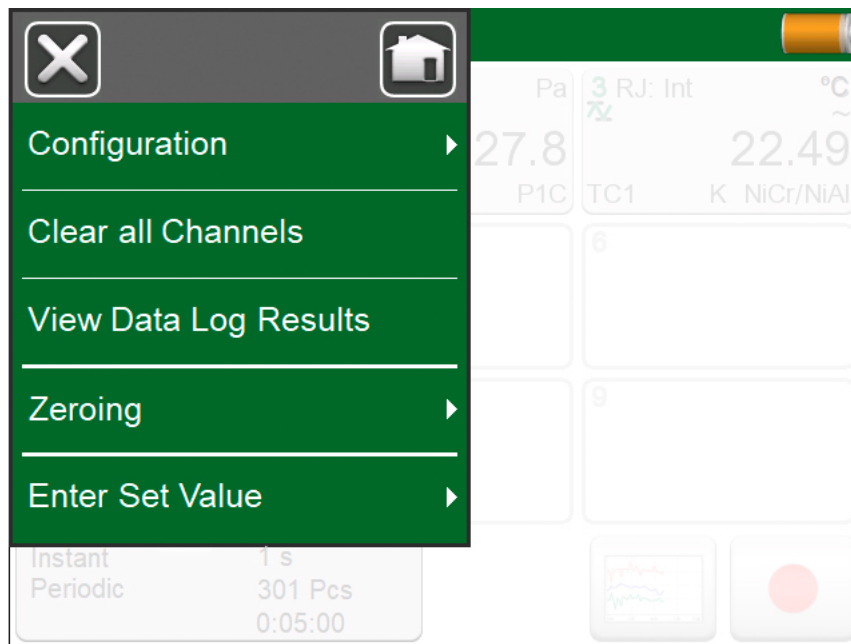 Configuration
Clear all Channels
View Data Log Results
Zeroing
Enter Set Value
Pa
27.8
P1C
3 RJ: Int °C
~
22.49
TC1 K NiCr/NiAl
6
9
Instant 1 s
Periodic 301 Pcs
0:05:00